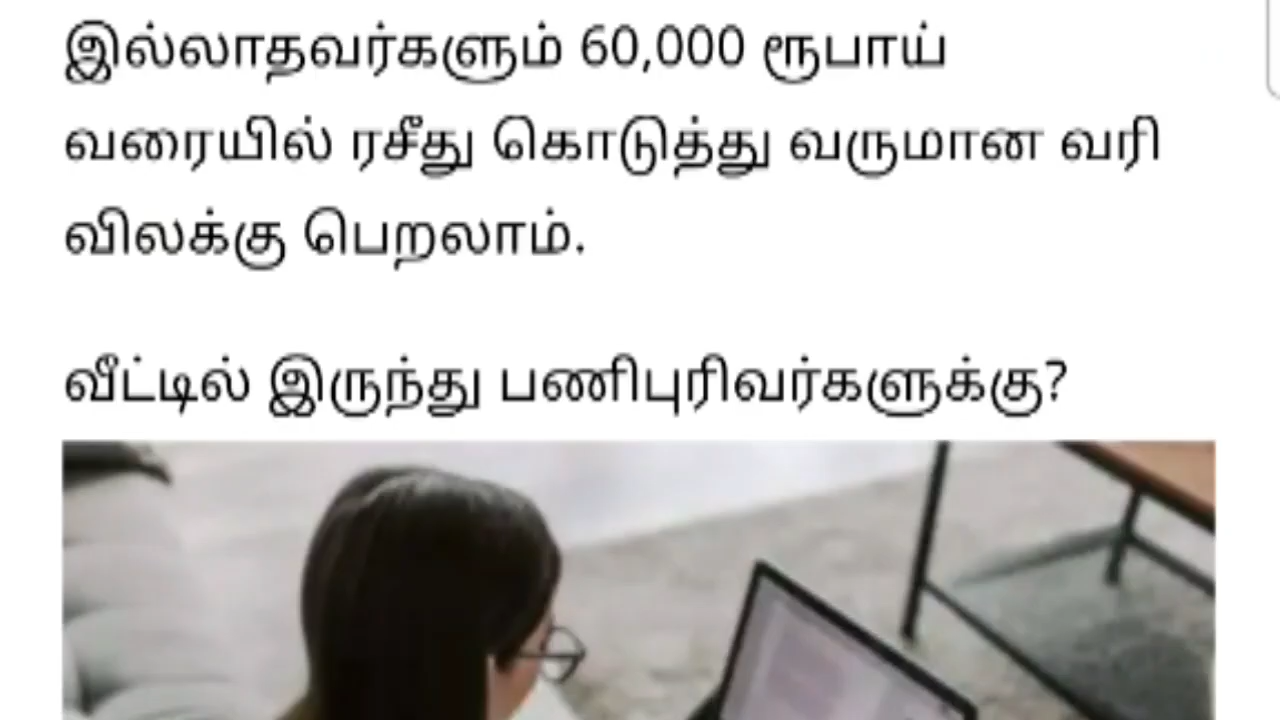 இல்லாதவர்களும் 60,000 ரூபாய்
வரையில் ரசீது கொடுத்து வருமான வரி
விலக்கு பெறலாம்.
வீட்டில் இருந்து பணிபுரிவர்களுக்கு?